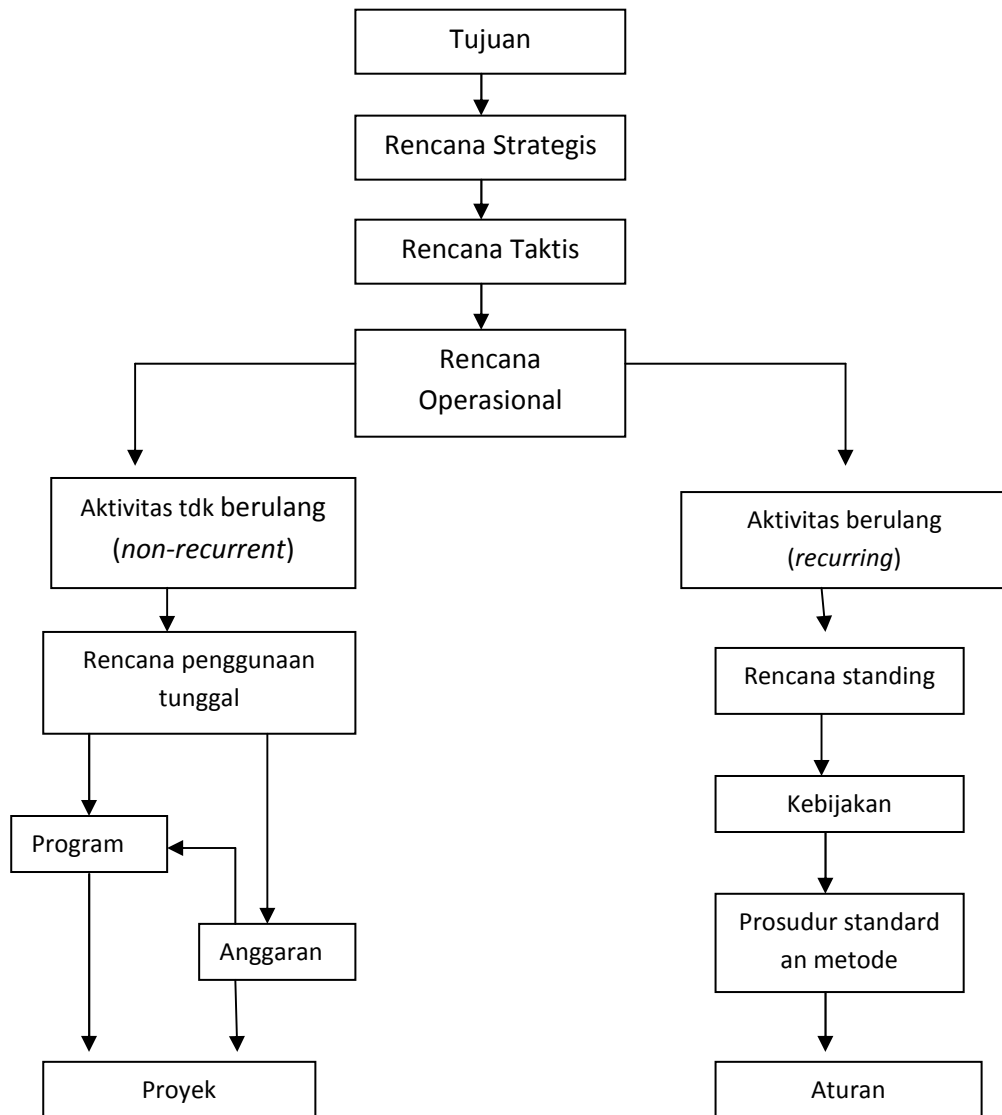 Tujuan
Rencana Strategis
Rencana Taktis
Rencana
Operasional
Aktivitas tdk berulang
(non-recurrent)
Aktivitas berulang
(recurring)
Rencana penggunaan
tunggal
Rencana standing
Program
Kebijakan
Anggaran
Prosudur standard
an metode
Proyek
Aturan